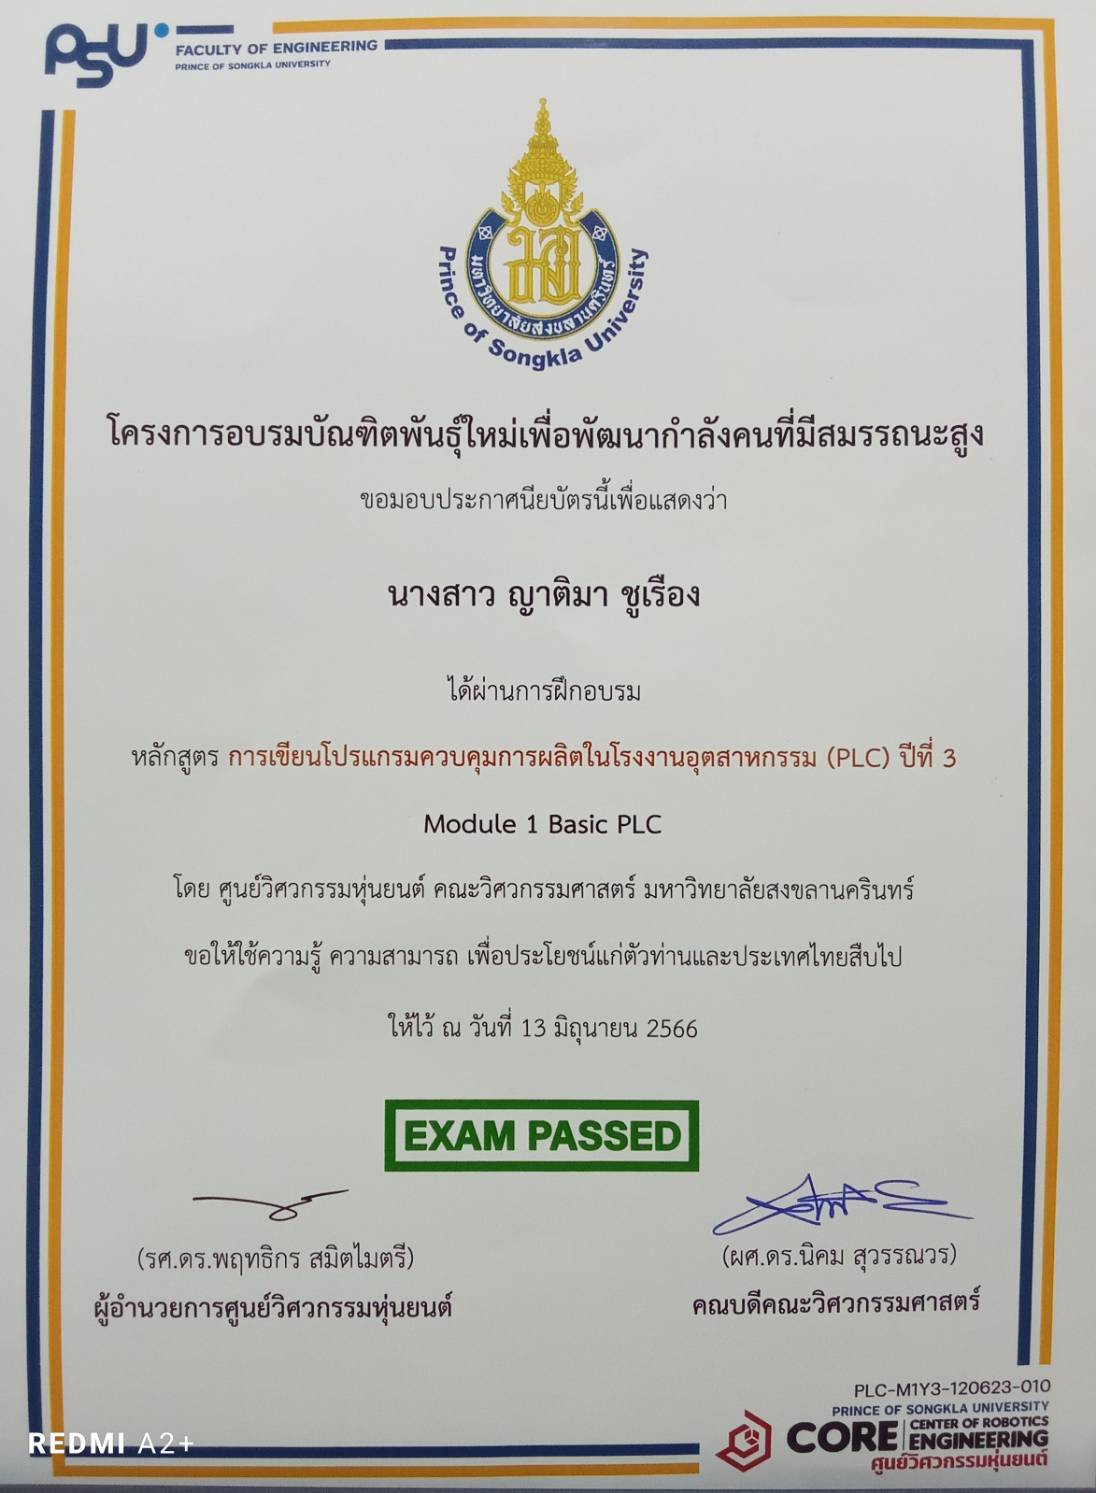 PSU
FACULTY OF ENGINEERING
PRINCE OF SONGKLA UNIVERSITY
มหาวิทยาลัยสงขลานครินทร์
Prince of Songkla University
โครงการอบรมบัณฑิตพันธุ์ใหม่เพื่อพัฒนากำลังคนที่มีสมรรถนะสูง
ขอมอบประกาศนียบัตรนี้เพื่อแสดงว่า
นางสาว ญาติมา ชูเรือง
ได้ผ่านการฝึกอบรม
หลักสูตร การเขียนโปรแกรมควบคุมการผลิตในโรงงานอุตสาหกรรม (PLC) ปีที่ 3
Module 1 Basic PLC
โดย ศูนย์วิศวกรรมหุ่นยนต์ คณะวิศวกรรมศาสตร์ มหาวิทยาลัยสงขลานครินทร์
ขอให้ใช้ความรู้ ความสามารถ เพื่อประโยชน์แก่ตัวท่านและประเทศไทยสืบไป
ให้ไว้ ณ วันที่ 13 มิถุนายน 2566
EXAM PASSED
(รศ.ดร.พฤทธิกร สมิตไมตรี)
ผู้อำนวยการศูนย์วิศวกรรมหุ่นยนต์
(ผศ.ดร.นิคม สุวรรณวร)
คณบดีคณะวิศวกรรมศาสตร์
PLC-M1Y3-120623-010
PRINCE OF SONGKLA UNIVERSITY
CORE CENTER OF ROBOTICS
ENGINEERING
ศูนย์วิศวกรรมหุ่นยนต์
REDMI A2+